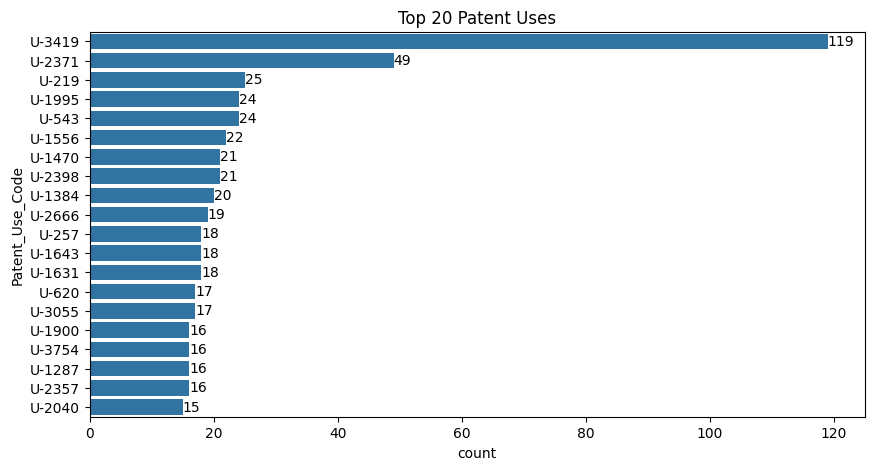 Top 20 Patent Uses
Patent_Use_Code
U-3419 119
U-2371 49
U-219 25
U-1995 24
U-543 24
U-1556 22
U-1470 21
U-2398 21
U-1384 20
U-2666 19
U-257 18
U-1643 18
U-1631 18
U-620 17
U-3055 17
U-1900 16
U-3754 16
U-1287 16
U-2357 16
U-2040 15
0 20 40 60 80 100 120
count